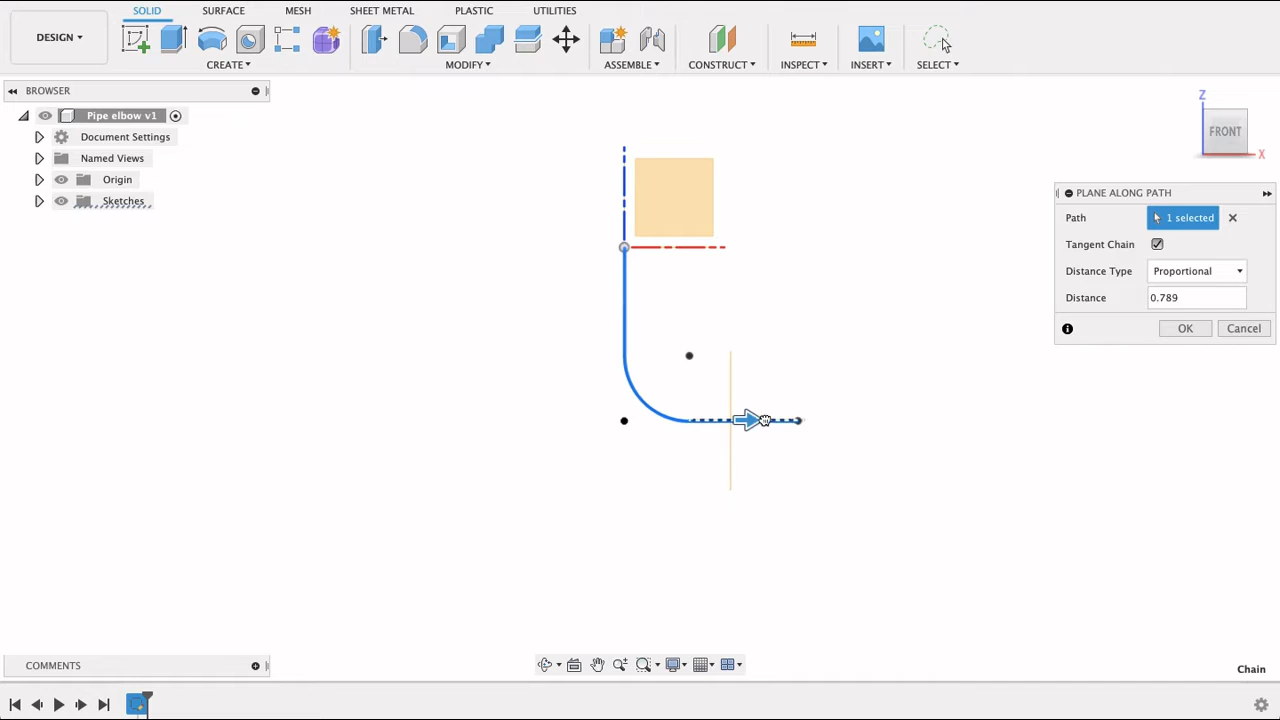 SOLID SURFACE MESH SHEET METAL PLASTIC UTILITIES
DESIGN
CREATE MODIFY ASSEMBLE CONSTRUCT INSPECT INSERT SELECT
BROWSER
Pipe elbow v1
Document Settings
Named Views
Origin
Sketches
Z
FRONT
X
PLANE ALONG PATH
Path 1 selected
Tangent Chain
Distance Type Proportional
Distance 0.789
OK Cancel
COMMENTS
Chain